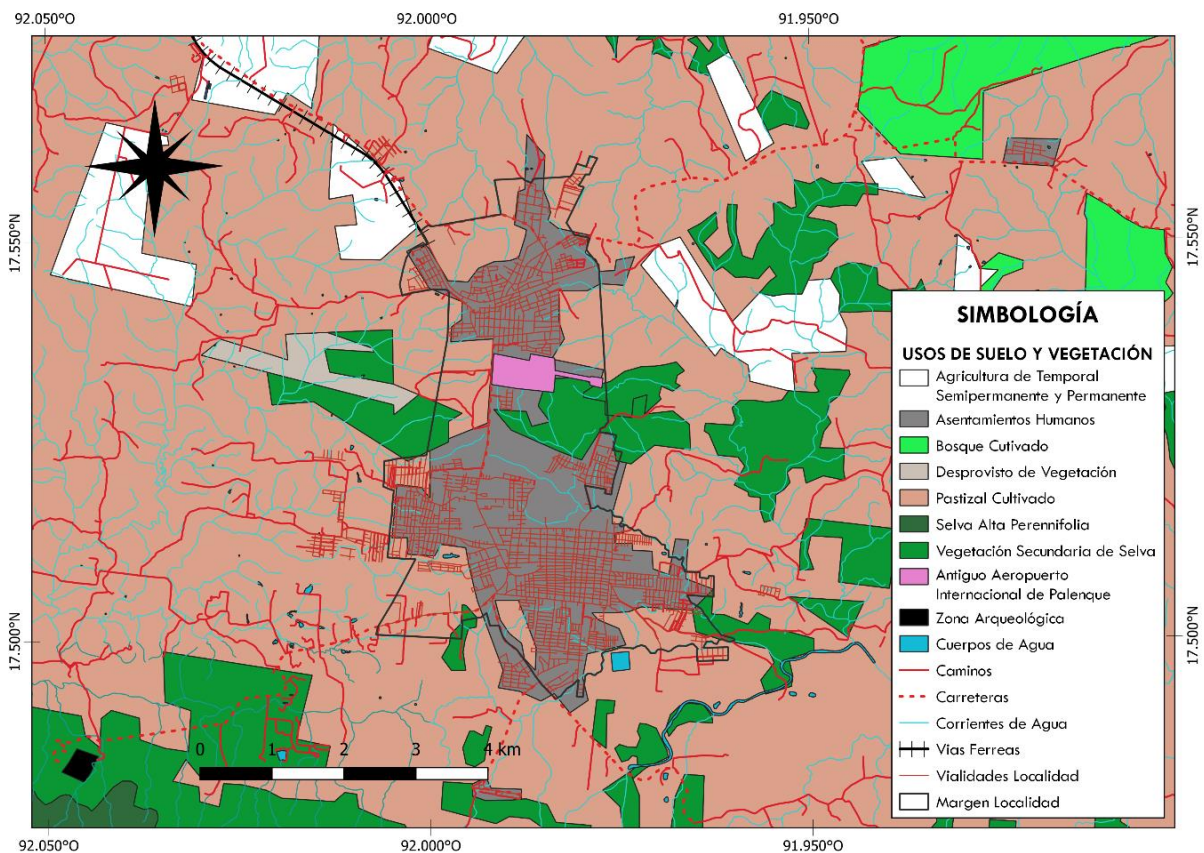 92.050°O
92.000°O
91.950°O
17.550°N
17.550°N
SIMBOLOGÍA
USOS DE SUELO Y VEGETACIÓN
Agricultura de Temporal
Semipermanente y Permanente
Asentamientos Humanos
Bosque Cutivado
Desprovisto de Vegetación
Pastizal Cultivado
Selva Alta Perennifolia
Vegetación Secundaria de Selva
Antiguo Aeropuerto
Internacional de Palenque
Zona Arqueológica
Cuerpos de Agua
Caminos
Carreteras
Corrientes de Agua
Vías Ferreas
Vialidades Localidad
Margen Localidad
17.500°N
17.500°N
0 1 2 3 4 km
92.050°O
92.000°O
91.950°O